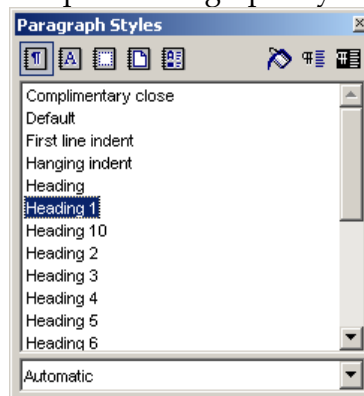 Paragraph Styles
Complimentary close
Default
First line indent
Hanging indent
Heading
Heading 1
Heading 10
Heading 2
Heading 3
Heading 4
Heading 5
Heading 6
Automatic